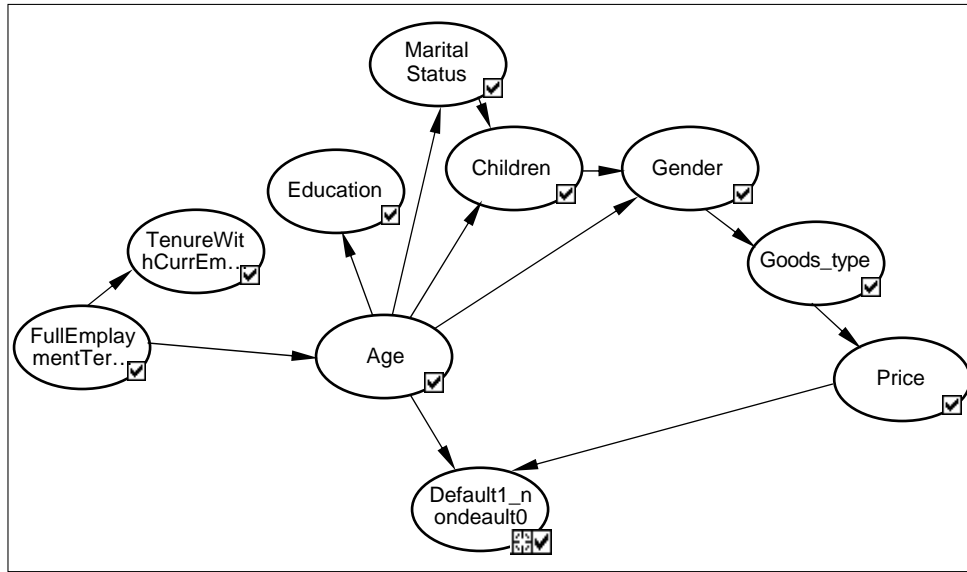 Marital
Status
Children
Gender
Education
TenureWit
hCurrEm...
Goods_type
FullEmplay
mentTer...
Age
Price
Default1_n
ondeault0